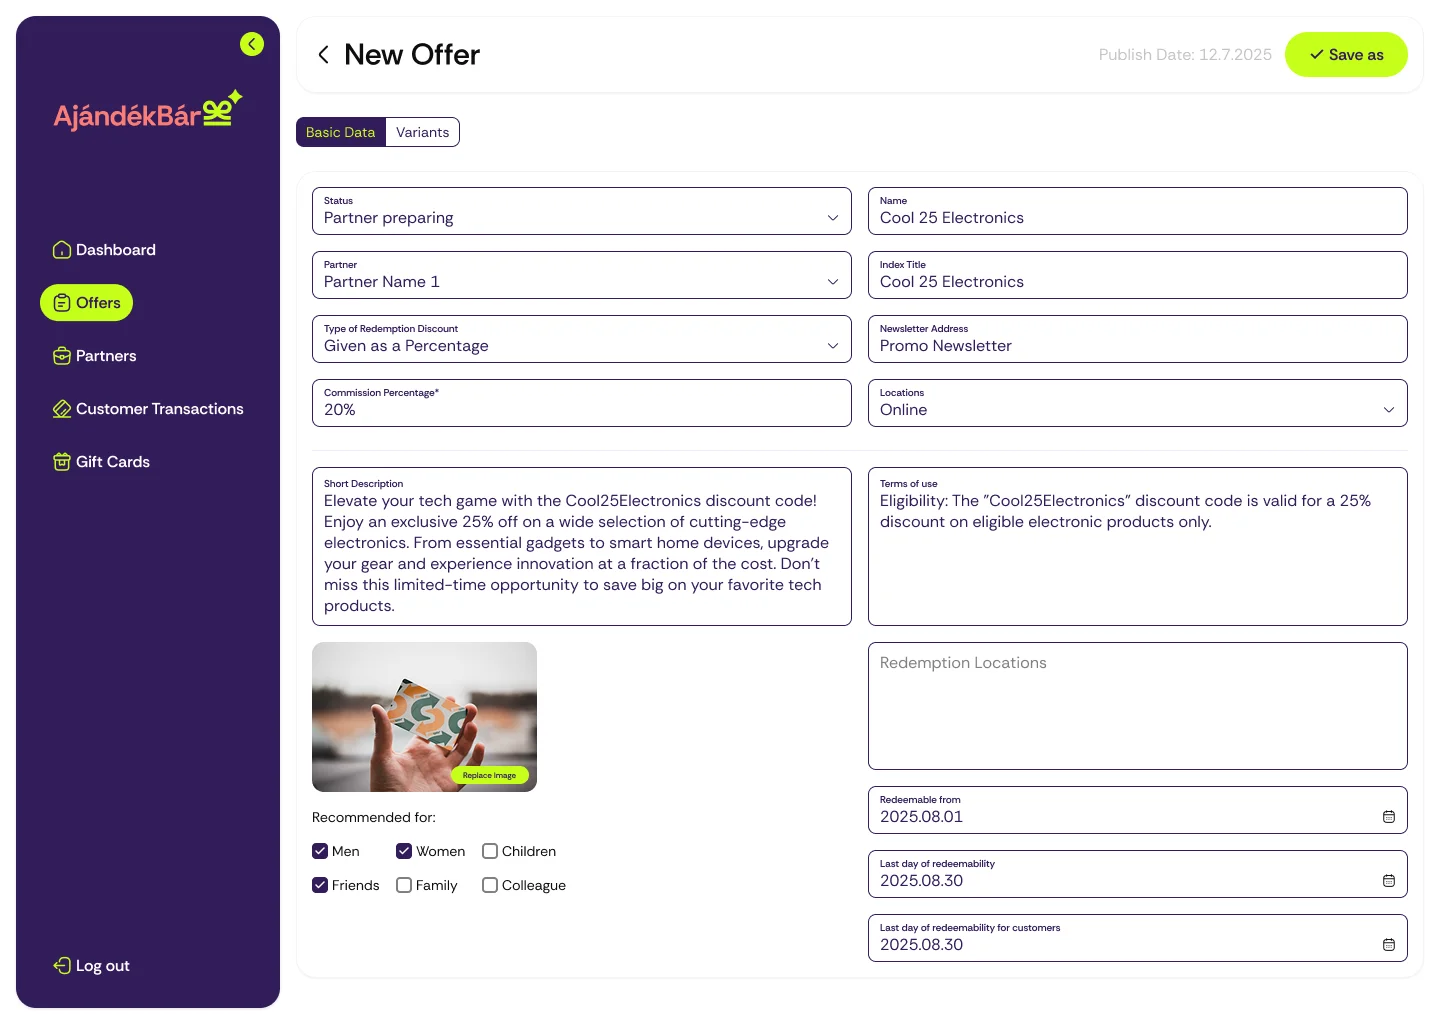 AjándékBár
Dashboard
Offers
Partners
Customer Transactions
Gift Cards
Log out
New Offer
Publish Date: 12.7.2025
Save as
Basic Data
Variants
Status
Partner preparing
Name
Cool 25 Electronics
Partner
Partner Name 1
Index Title
Cool 25 Electronics
Type of Redemption Discount
Given as a Percentage
Newsletter Address
Promo Newsletter
Commission Percentage*
20%
Locations
Online
Short Description
Elevate your tech game with the Cool25Electronics discount code!
Enjoy an exclusive 25% off on a wide selection of cutting-edge
electronics. From essential gadgets to smart home devices, upgrade
your gear and experience innovation at a fraction of the cost. Don't
miss this limited-time opportunity to save big on your favorite tech
products.
Terms of use
Eligibility: The "Cool25Electronics" discount code is valid for a 25%
discount on eligible electronic products only.
Replace Image
Recommended for:
Men
Women
Children
Friends
Family
Colleague
Redemption Locations
Redeemable from
2025.08.01
Last day of redeemability
2025.08.30
Last day of redeemability for customers
2025.08.30